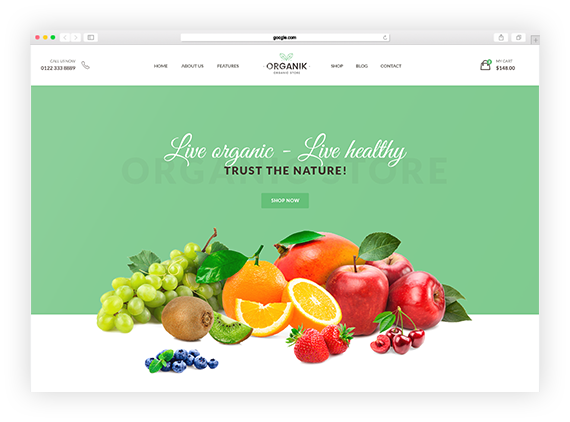 google.com
CALL US NOW
0122 333 8889
HOME ABOUT US FEATURES
ORGANIK
ORGANIC STORE
SHOP BLOG CONTACT
MY CART
$148.00
ORGANIC STORE
Live organic - Live healthy
TRUST THE NATURE!
SHOP NOW